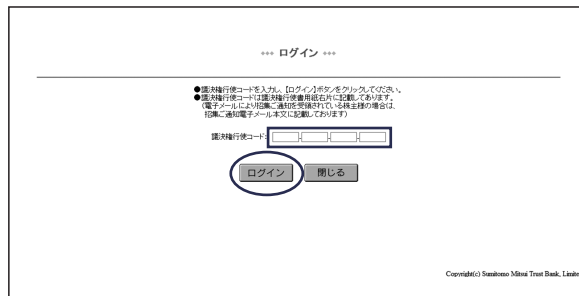 *** ログイン ***
●議決権行使コードを入力し、[ログイン]ボタンをクリックしてください。
●議決権行使コードは議決権行使書用紙右片に記載してあります。
(電子メールにより招集ご通知を受領されている株主様の場合は、
招集ご通知電子メール本文に記載しております)
議決権行使コード:
ログイン 閉じる
Copyright(c) Sumitomo Mitsui Trust Bank, Limite